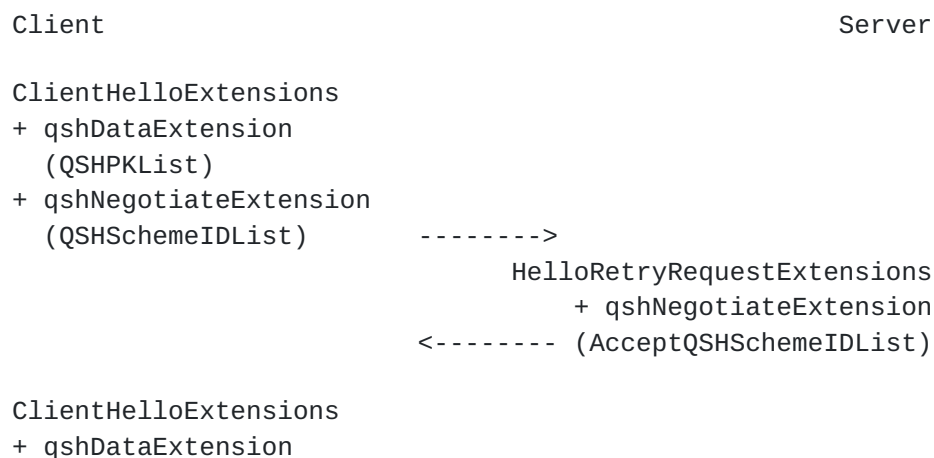 Client                                               Server

ClientHelloExtensions
+ qshDataExtension
  (QSHPKList)
+ qshNegotiateExtension
  (QSHSchemeIDList)       -------->
                                HelloRetryRequestExtensions
                                    + qshNegotiateExtension
                          <-------- (AcceptQSHSchemeIDList)

ClientHelloExtensions
+ qshDataExtension